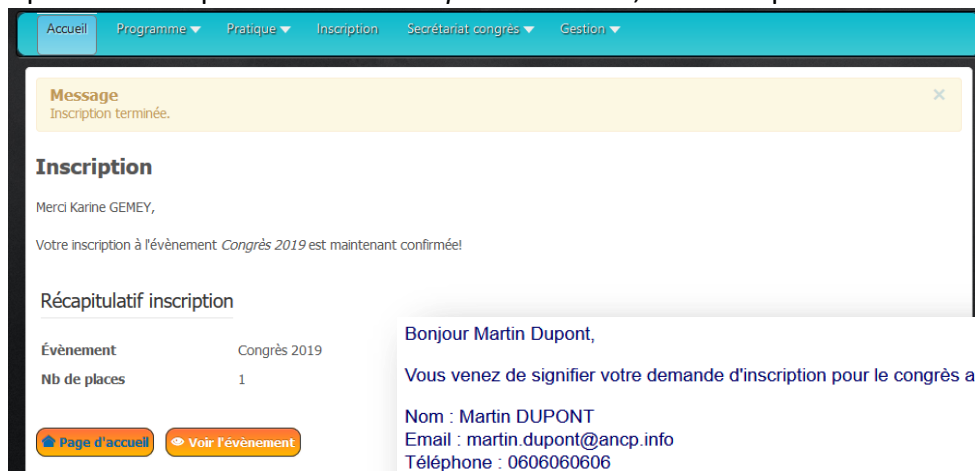 Accueil Programme Pratique Inscription Secrétariat congrès Gestion
Message ×
Inscription terminée.
Inscription
Merci Karine GEMEY,
Votre inscription à l'évènement Congrès 2019 est maintenant confirmée!
Récapitulatif inscription
Évènement Congrès 2019
Nb de places 1
Page d'accueil Voir l'évènement
Bonjour Martin Dupont,
Vous venez de signifier votre demande d'inscription pour le congrès a
Nom : Martin DUPONT
Email : martin.dupont@ancp.info
Téléphone : 0606060606